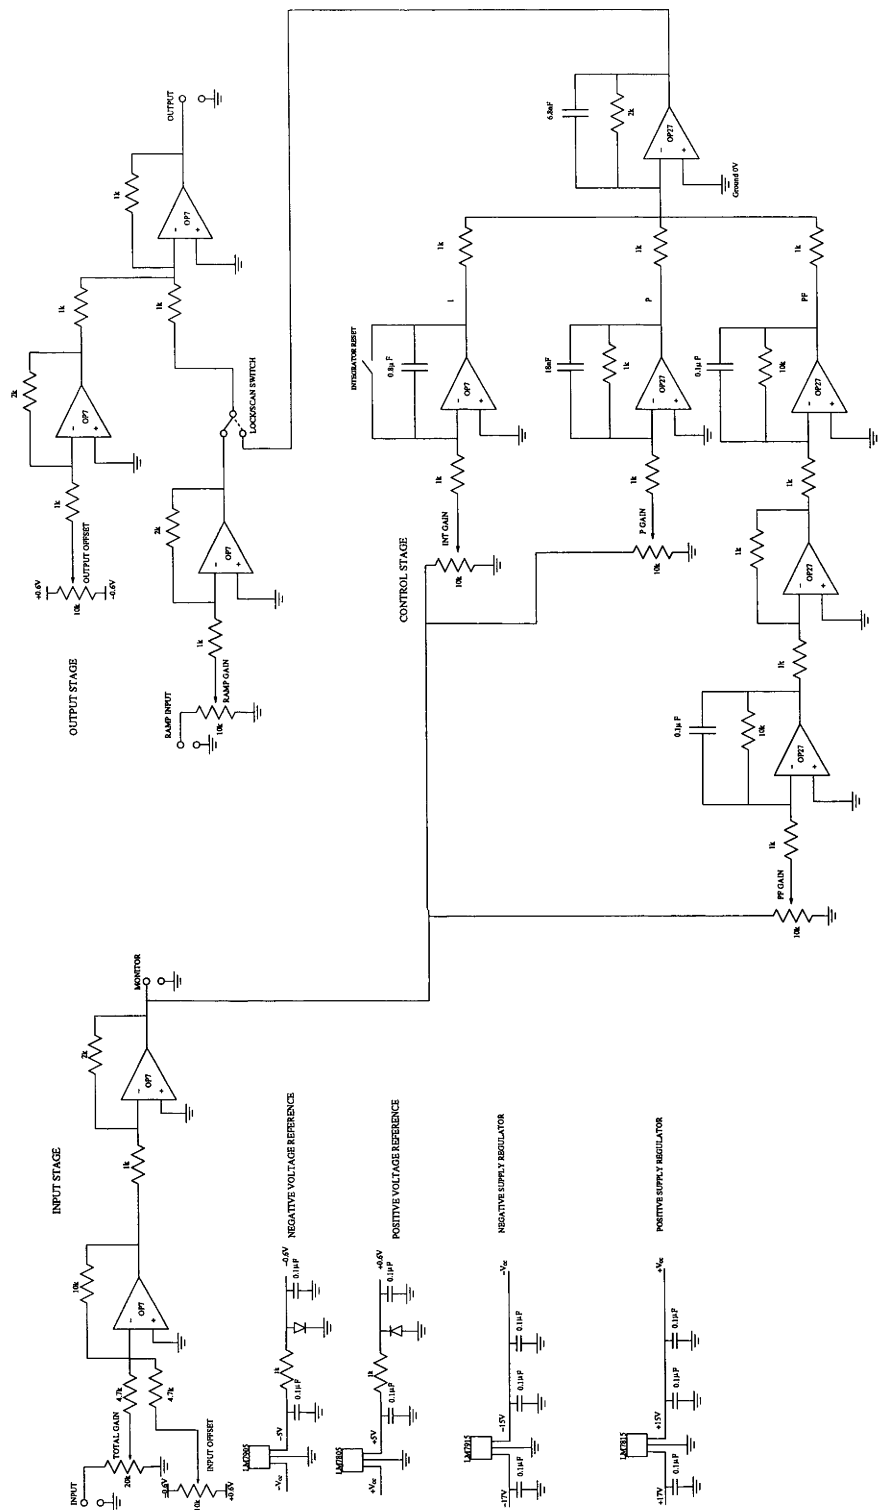 INPUT STAGE
INPUT
20k
TOTAL GAIN
4.7k
10k
−
+
OP7
−0.6V
10k
+0.6V
INPUT OFFSET
4.7k
1k
2k
−
+
OP7
MONITOR
NEGATIVE VOLTAGE REFERENCE
−Vcc
LM7905
−5V
0.1μF
1k
−0.6V
0.1μF
POSITIVE VOLTAGE REFERENCE
+Vcc
LM7805
+5V
0.1μF
1k
+0.6V
0.1μF
NEGATIVE SUPPLY REGULATOR
−17V
0.1μF
LM7915
−15V
0.1μF
0.1μF
−Vcc
POSITIVE SUPPLY REGULATOR
+17V
0.1μF
LM7815
+15V
0.1μF
0.1μF
+Vcc
OUTPUT STAGE
+0.6V
10k
−0.6V
OUTPUT OFFSET
1k
2k
−
+
OP7
1k
RAMP INPUT
10k
RAMP GAIN
1k
2k
−
+
OP7
LOCK/SCAN SWITCH
1k
1k
−
+
OP7
OUTPUT
CONTROL STAGE
10k
INT GAIN
1k
INTEGRATOR RESET
0.8μF
−
+
OP7
I
1k
10k
P GAIN
1k
18nF
1k
−
+
OP27
P
1k
10k
PF GAIN
1k
0.1μF
10k
−
+
OP27
1k
1k
−
+
OP27
1k
0.1μF
10k
−
+
OP27
PF
1k
6.8nF
2k
−
+
OP27
Ground 0V